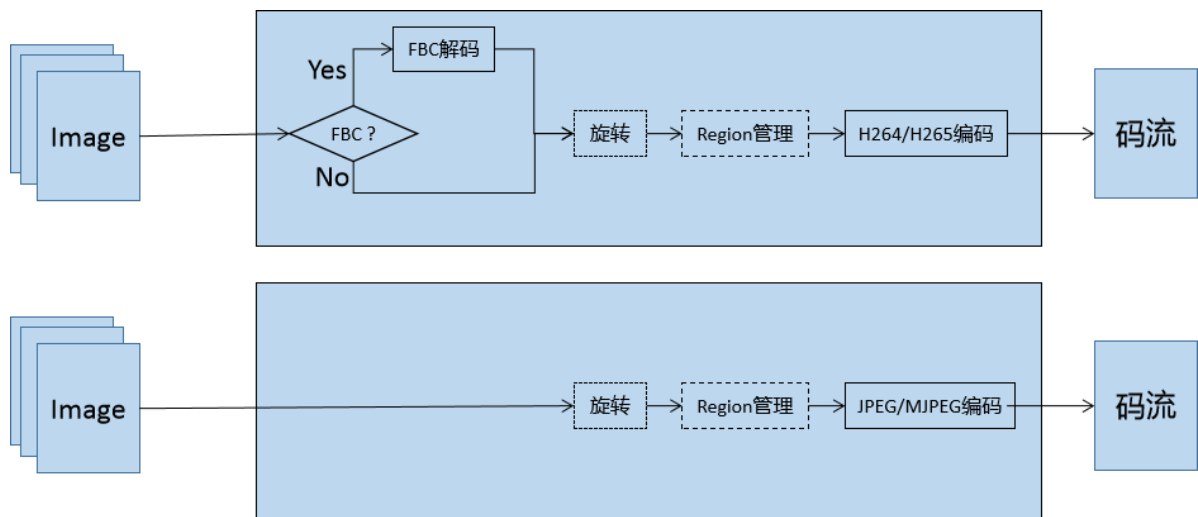 FBC解码
Yes
Image
FBC？
旋转
Region管理
H264/H265编码
码流
No
Image
旋转
Region管理
JPEG/MJPEG编码
码流